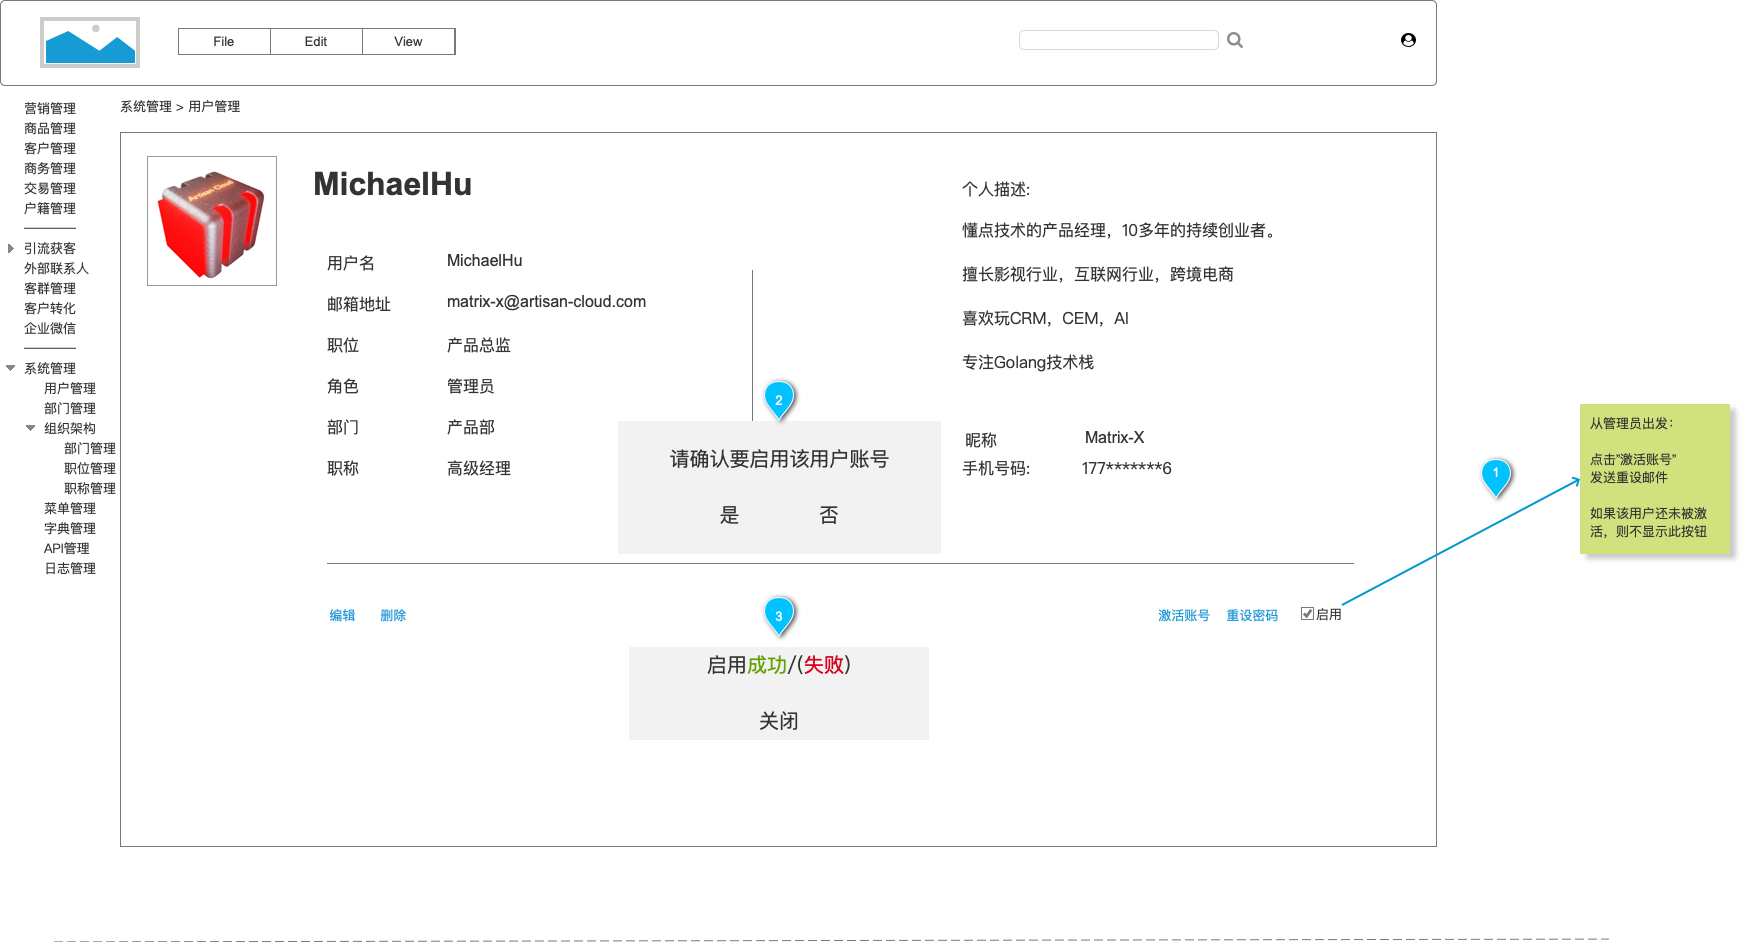 File
Edit
View
系统管理 > 用户管理
营销管理
商品管理
客户管理
商务管理
交易管理
户籍管理
引流获客
外部联系人
客群管理
客户转化
企业微信
系统管理
用户管理
部门管理
组织架构
部门管理
职位管理
职称管理
菜单管理
字典管理
API管理
日志管理
Artisan Cloud
MichaelHu
用户名 MichaelHu
邮箱地址 matrix-x@artisan-cloud.com
职位 产品总监
角色 管理员
部门 产品部
职称 高级经理
个人描述:
懂点技术的产品经理，10多年的持续创业者。
擅长影视行业，互联网行业，跨境电商
喜欢玩CRM，CEM，AI
专注Golang技术栈
昵称 Matrix-X
手机号码: 177*******6
2
请确认要启用该用户账号
是 否
编辑 删除
激活账号 重设密码 启用
3
启用成功/(失败)
关闭
1
从管理员出发：
点击”激活账号”
发送重设邮件
如果该用户还未被激
活，则不显示此按钮